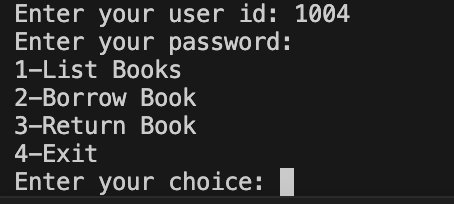 Enter your user id: 1004
Enter your password:
1-List Books
2-Borrow Book
3-Return Book
4-Exit
Enter your choice: